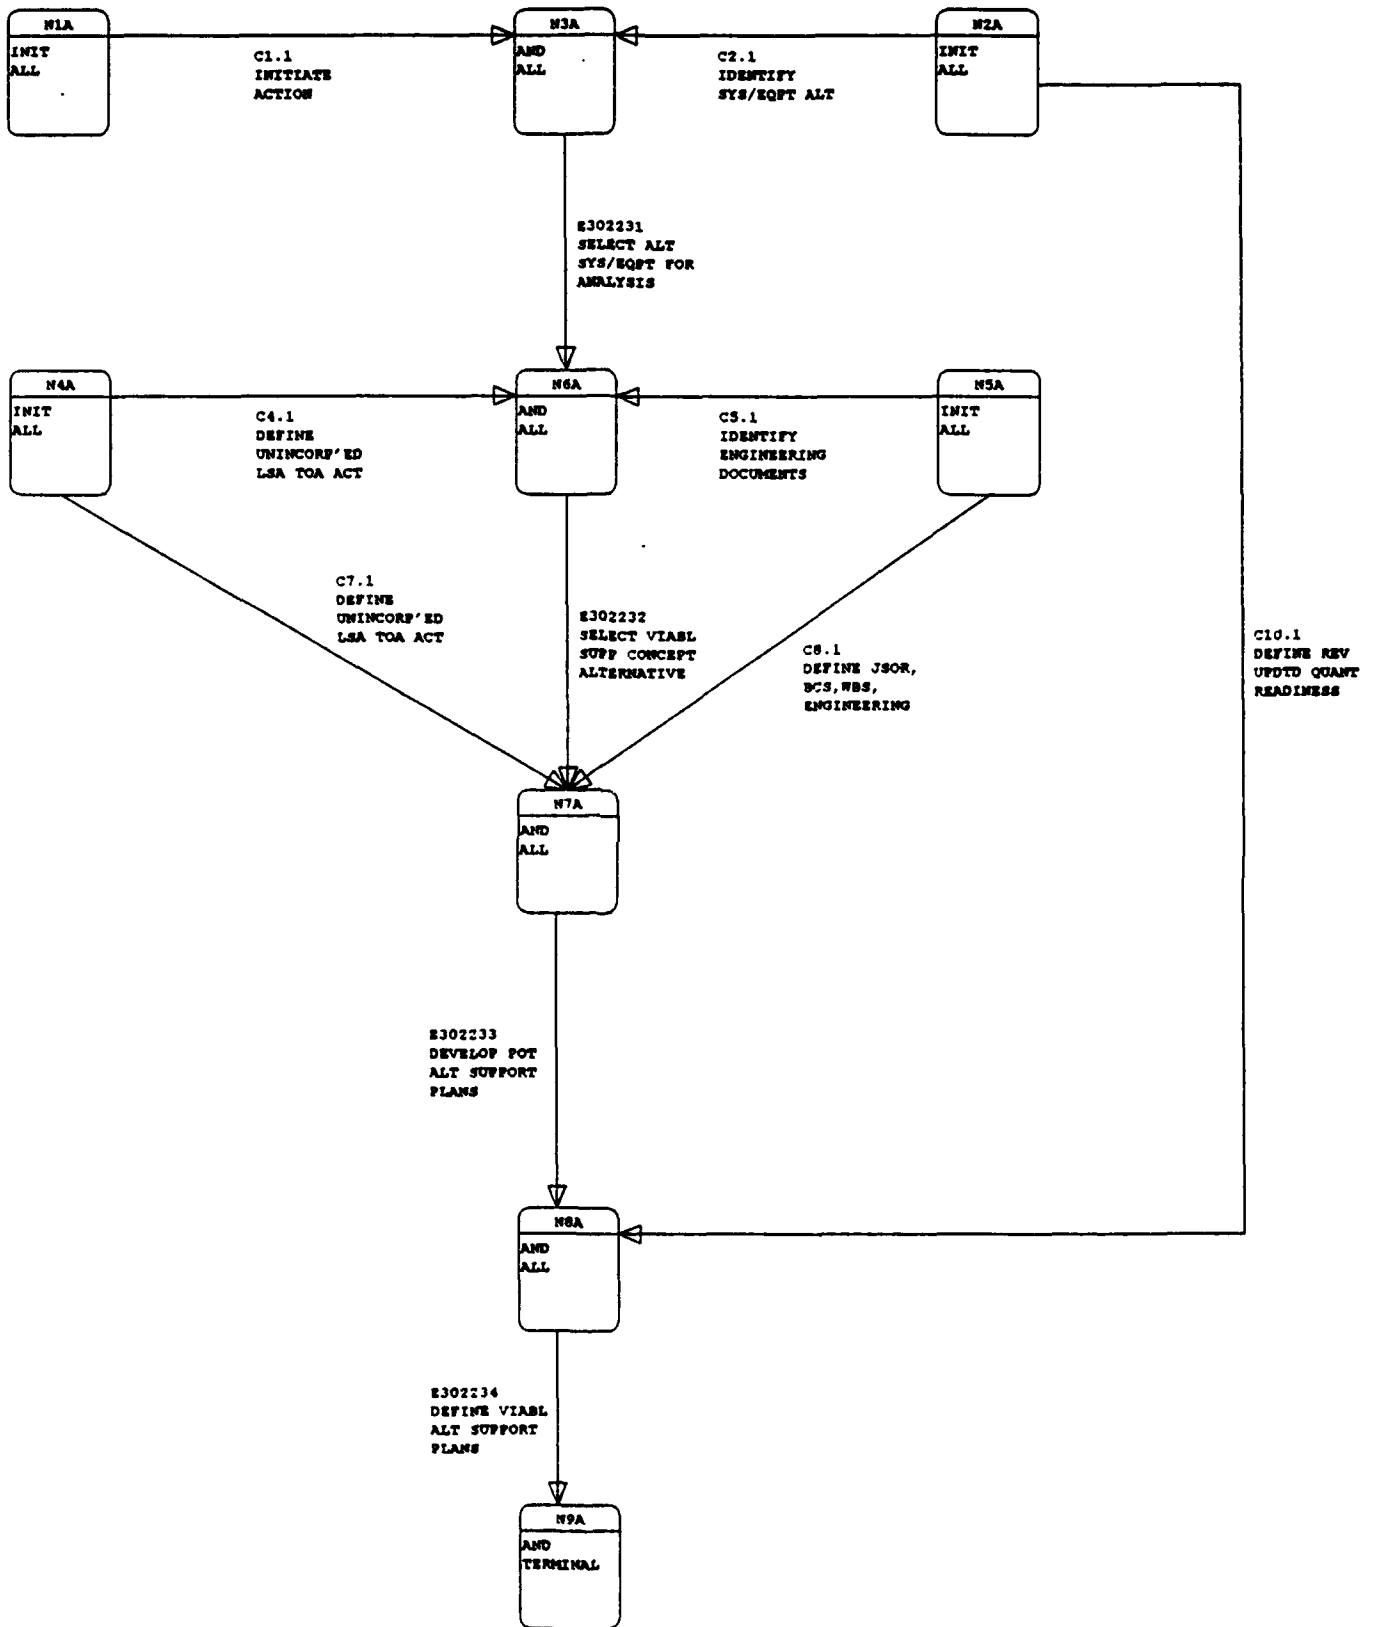 N1A
INIT
ALL
C1.1
INITIATE
ACTION
N3A
AND
ALL
C2.1
IDENTIFY
SYS/EQPT ALT
N2A
INIT
ALL
E302231
SELECT ALT
SYS/EQPT FOR
ANALYSIS
N4A
INIT
ALL
C4.1
DEFINE
UNINCORP'ED
LSA TOA ACT
N6A
AND
ALL
C5.1
IDENTIFY
ENGINEERING
DOCUMENTS
N5A
INIT
ALL
C7.1
DEFINE
UNINCORP'ED
LSA TOA ACT
E302232
SELECT VIABL
SUPP CONCEPT
ALTERNATIVE
C8.1
DEFINE JSOR,
BCS,WBS,
ENGINEERING
C10.1
DEFINE REV
UPDTD QUANT
READINESS
N7A
AND
ALL
E302233
DEVELOP POT
ALT SUPPORT
PLANS
N8A
AND
ALL
E302234
DEFINE VIABL
ALT SUPPORT
PLANS
N9A
AND
TERMINAL